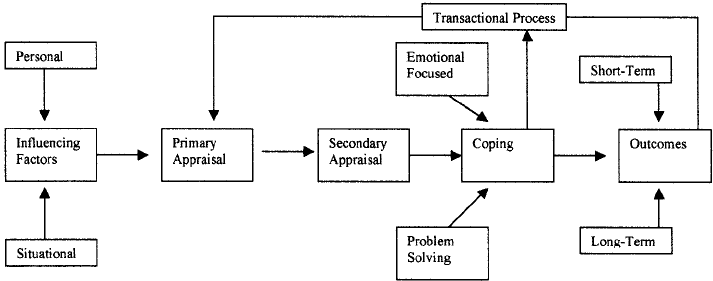 Transactional Process
Personal
Emotional
Focused
Short-Term
Influencing
Factors
Primary
Appraisal
Secondary
Appraisal
Coping
Outcomes
Situational
Problem
Solving
Long-Term